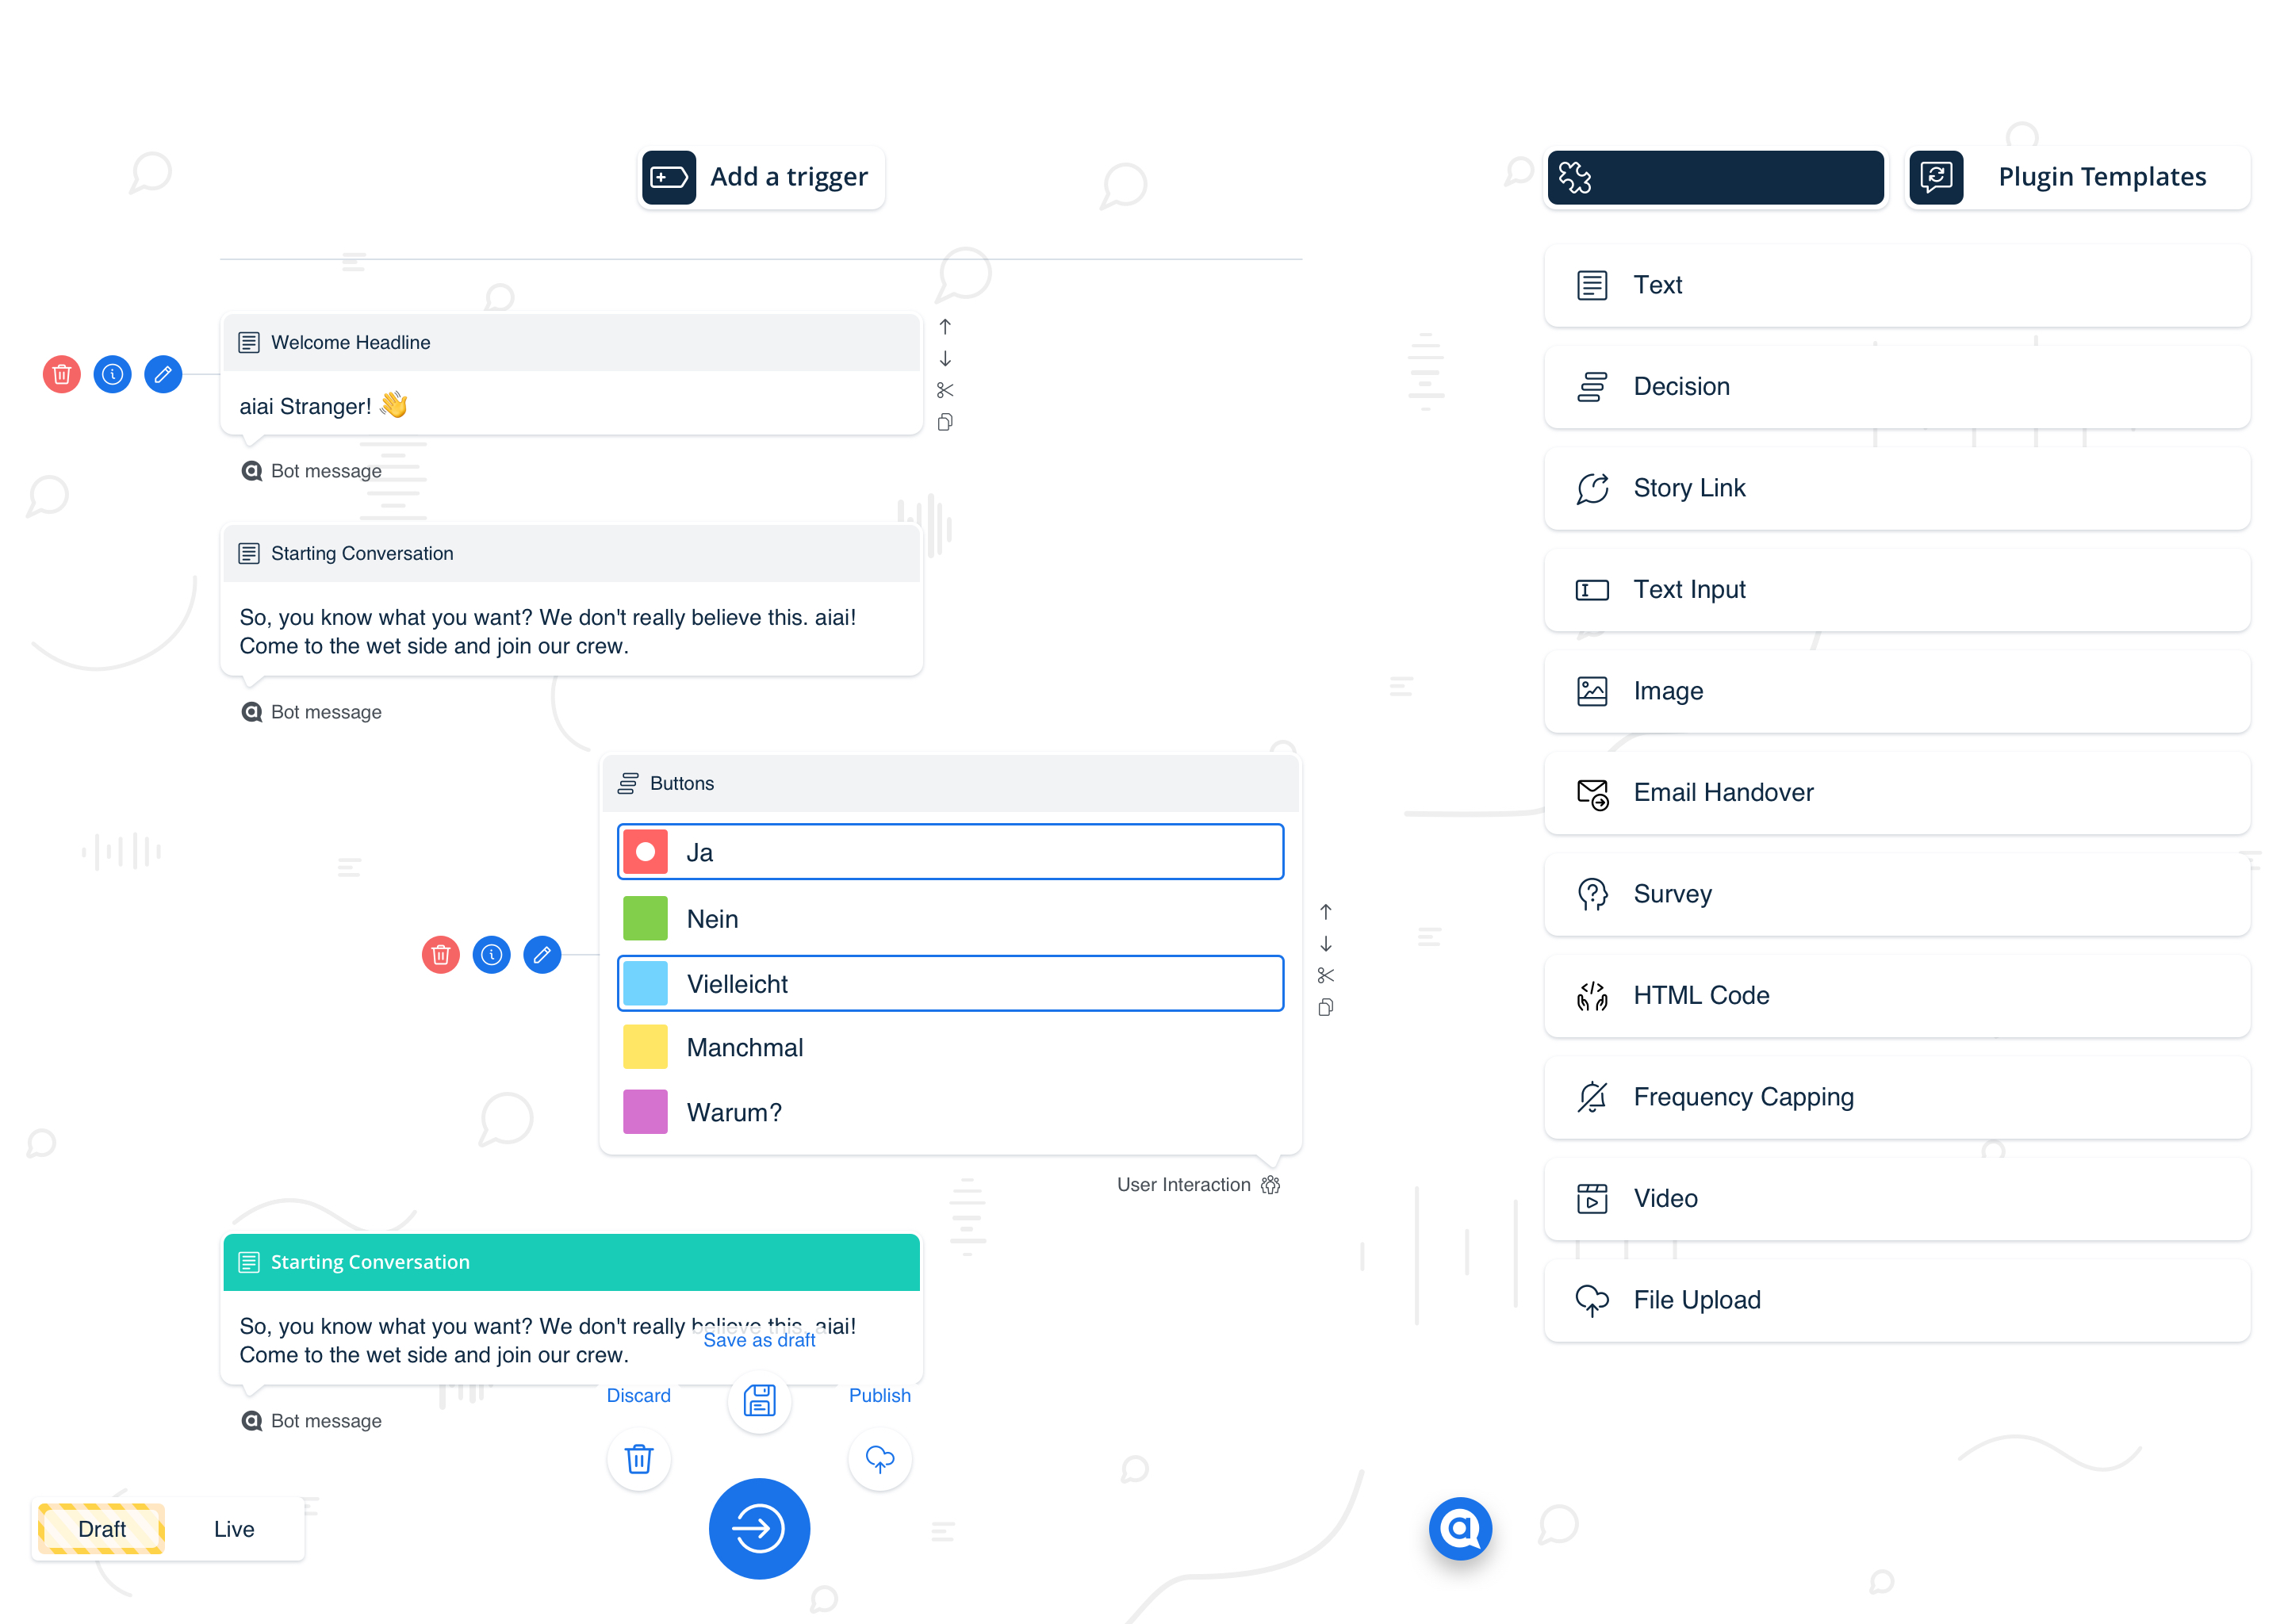 Add a trigger
Plugin Templates
Welcome Headline
aiai Stranger! 👋
Bot message
Starting Conversation
So, you know what you want? We don't really believe this. aiai!
Come to the wet side and join our crew.
Bot message
Buttons
Ja
Nein
Vielleicht
Manchmal
Warum?
User Interaction
Starting Conversation
So, you know what you want? We don't really believe this. aiai!
Come to the wet side and join our crew.
Bot message
Save as draft
Discard
Publish
Draft
Live
Text
Decision
Story Link
Text Input
Image
Email Handover
Survey
HTML Code
Frequency Capping
Video
File Upload